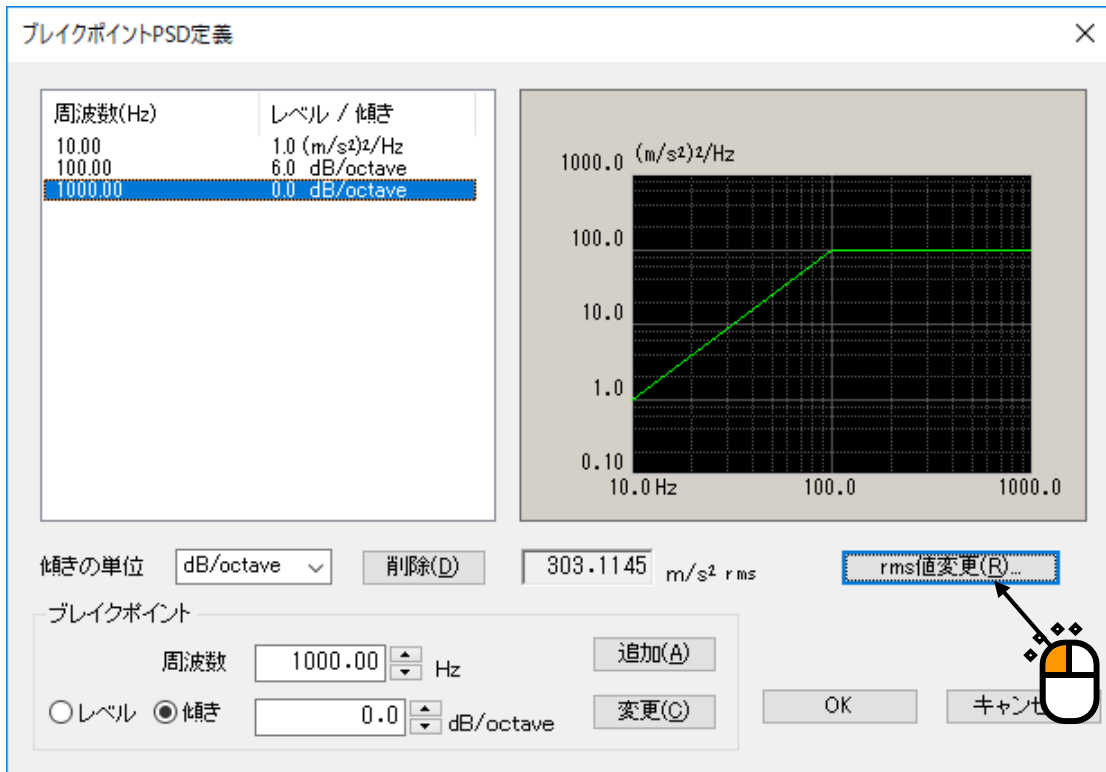 ブレイクポイントPSD定義
周波数(Hz) レベル / 傾き
10.00 1.0 (m/s²)²/Hz
100.00 6.0 dB/octave
1000.00 0.0 dB/octave
1000.0 (m/s²)²/Hz
100.0
10.0
1.0
0.10
10.0 Hz 100.0 1000.0
傾きの単位 dB/octave 削除(D) 303.1145 m/s² rms rms値変更(R)...
ブレイクポイント
周波数 1000.00 Hz 追加(A)
レベル 傾き 0.0 dB/octave 変更(C) OK キャンセ